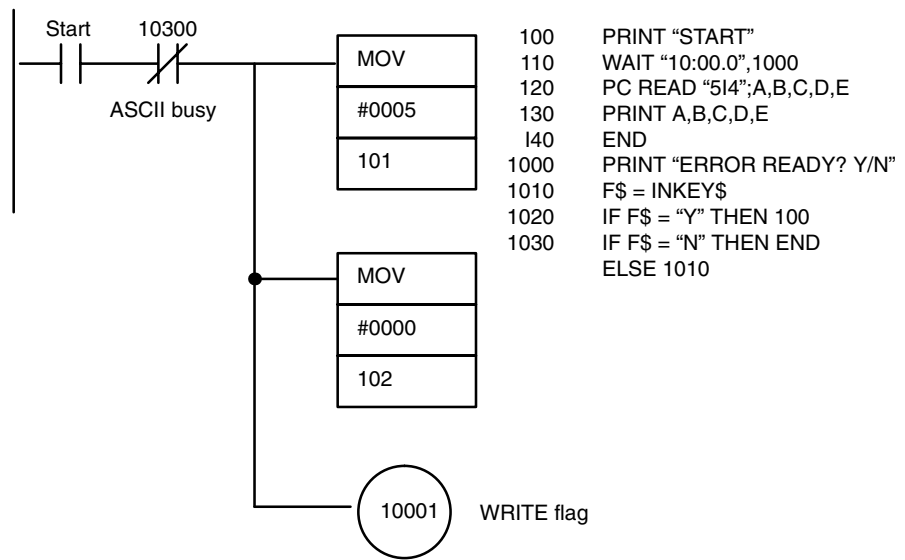 Start 10300
ASCII busy
MOV
#0005
101
MOV
#0000
102
10001 WRITE flag
100 PRINT “START”
110 WAIT “10:00.0”,1000
120 PC READ “5I4”;A,B,C,D,E
130 PRINT A,B,C,D,E
I40 END
1000 PRINT “ERROR READY? Y/N”
1010 F$ = INKEY$
1020 IF F$ = “Y” THEN 100
1030 IF F$ = “N” THEN END
ELSE 1010